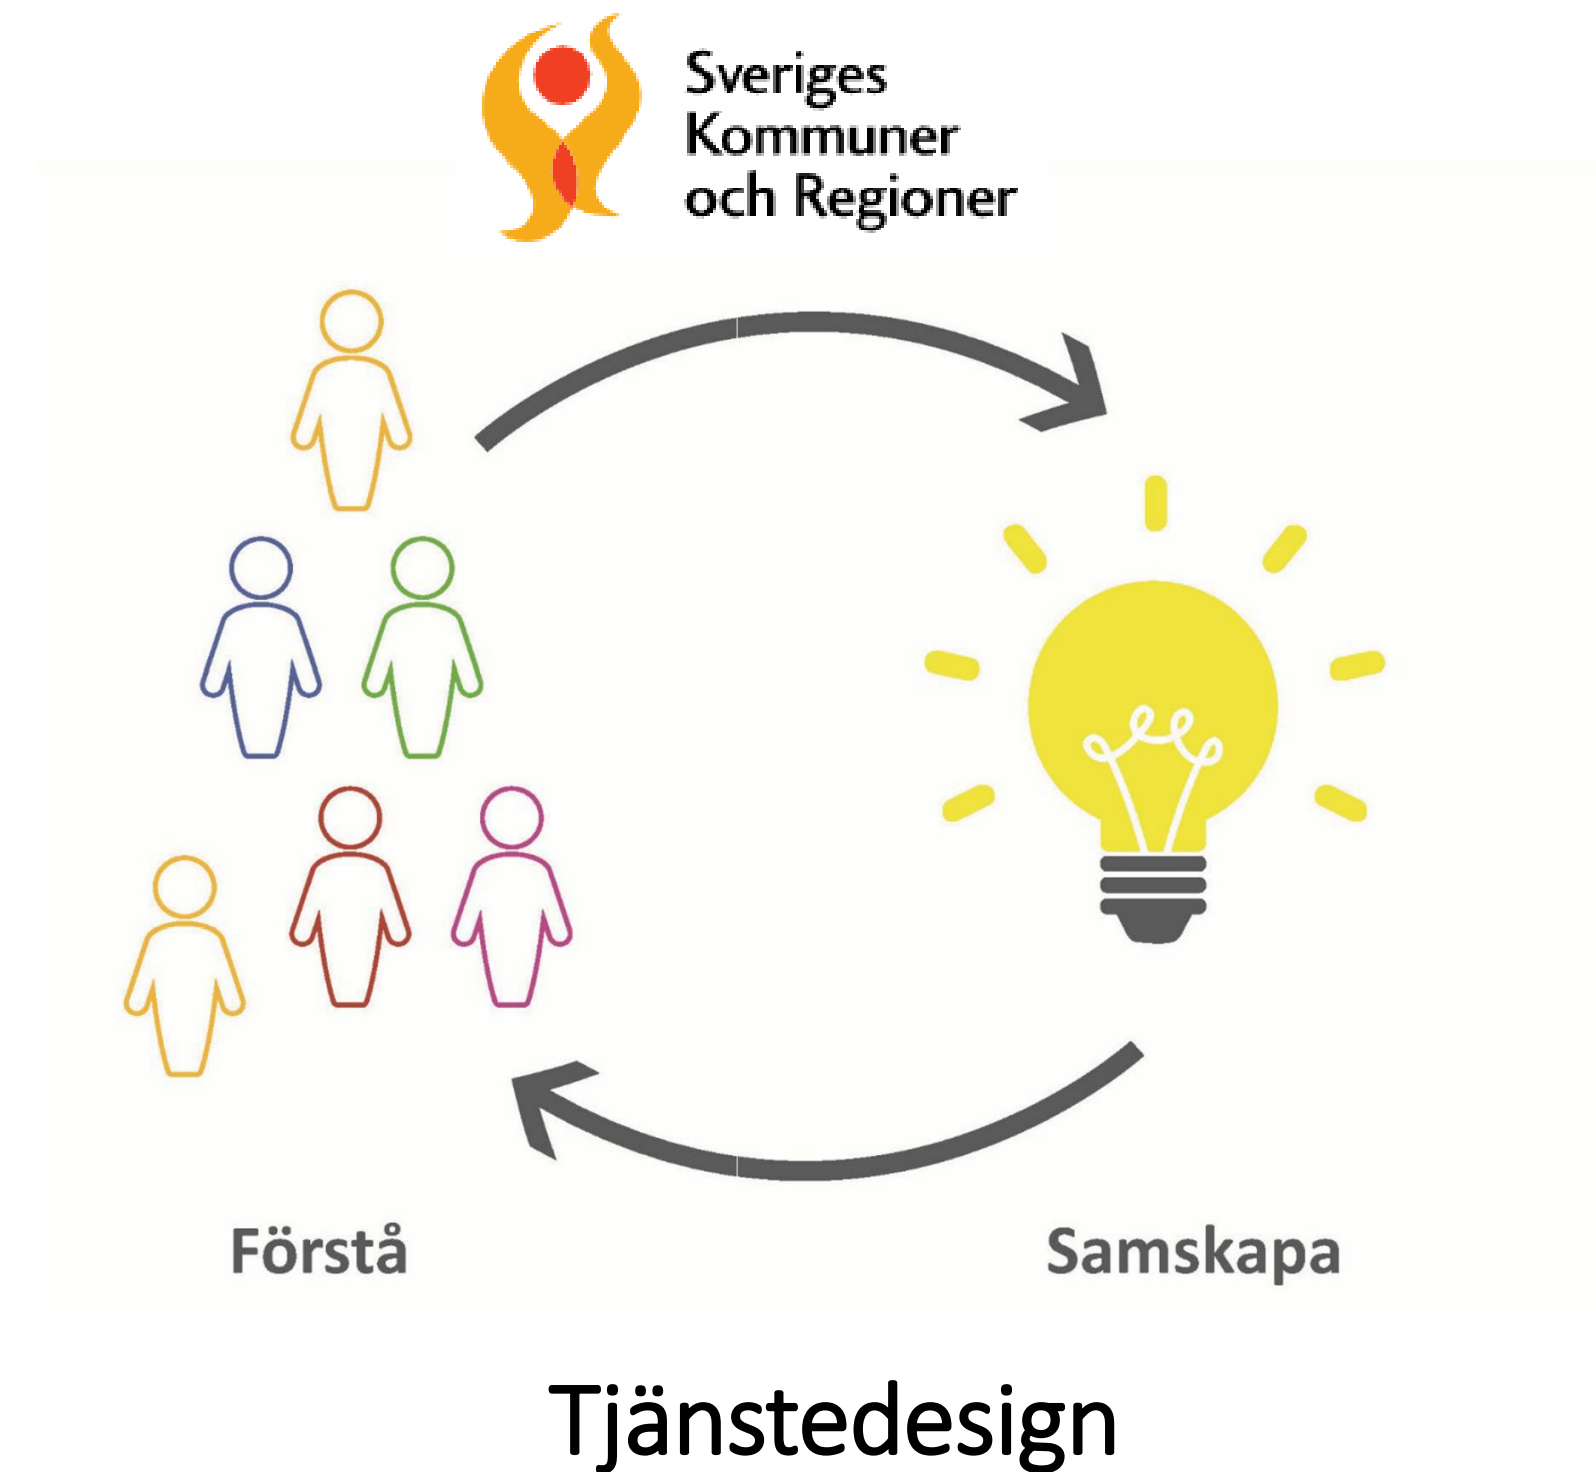 Sveriges
Kommuner
och Regioner
Förstå
Samskapa
Tjänstedesign